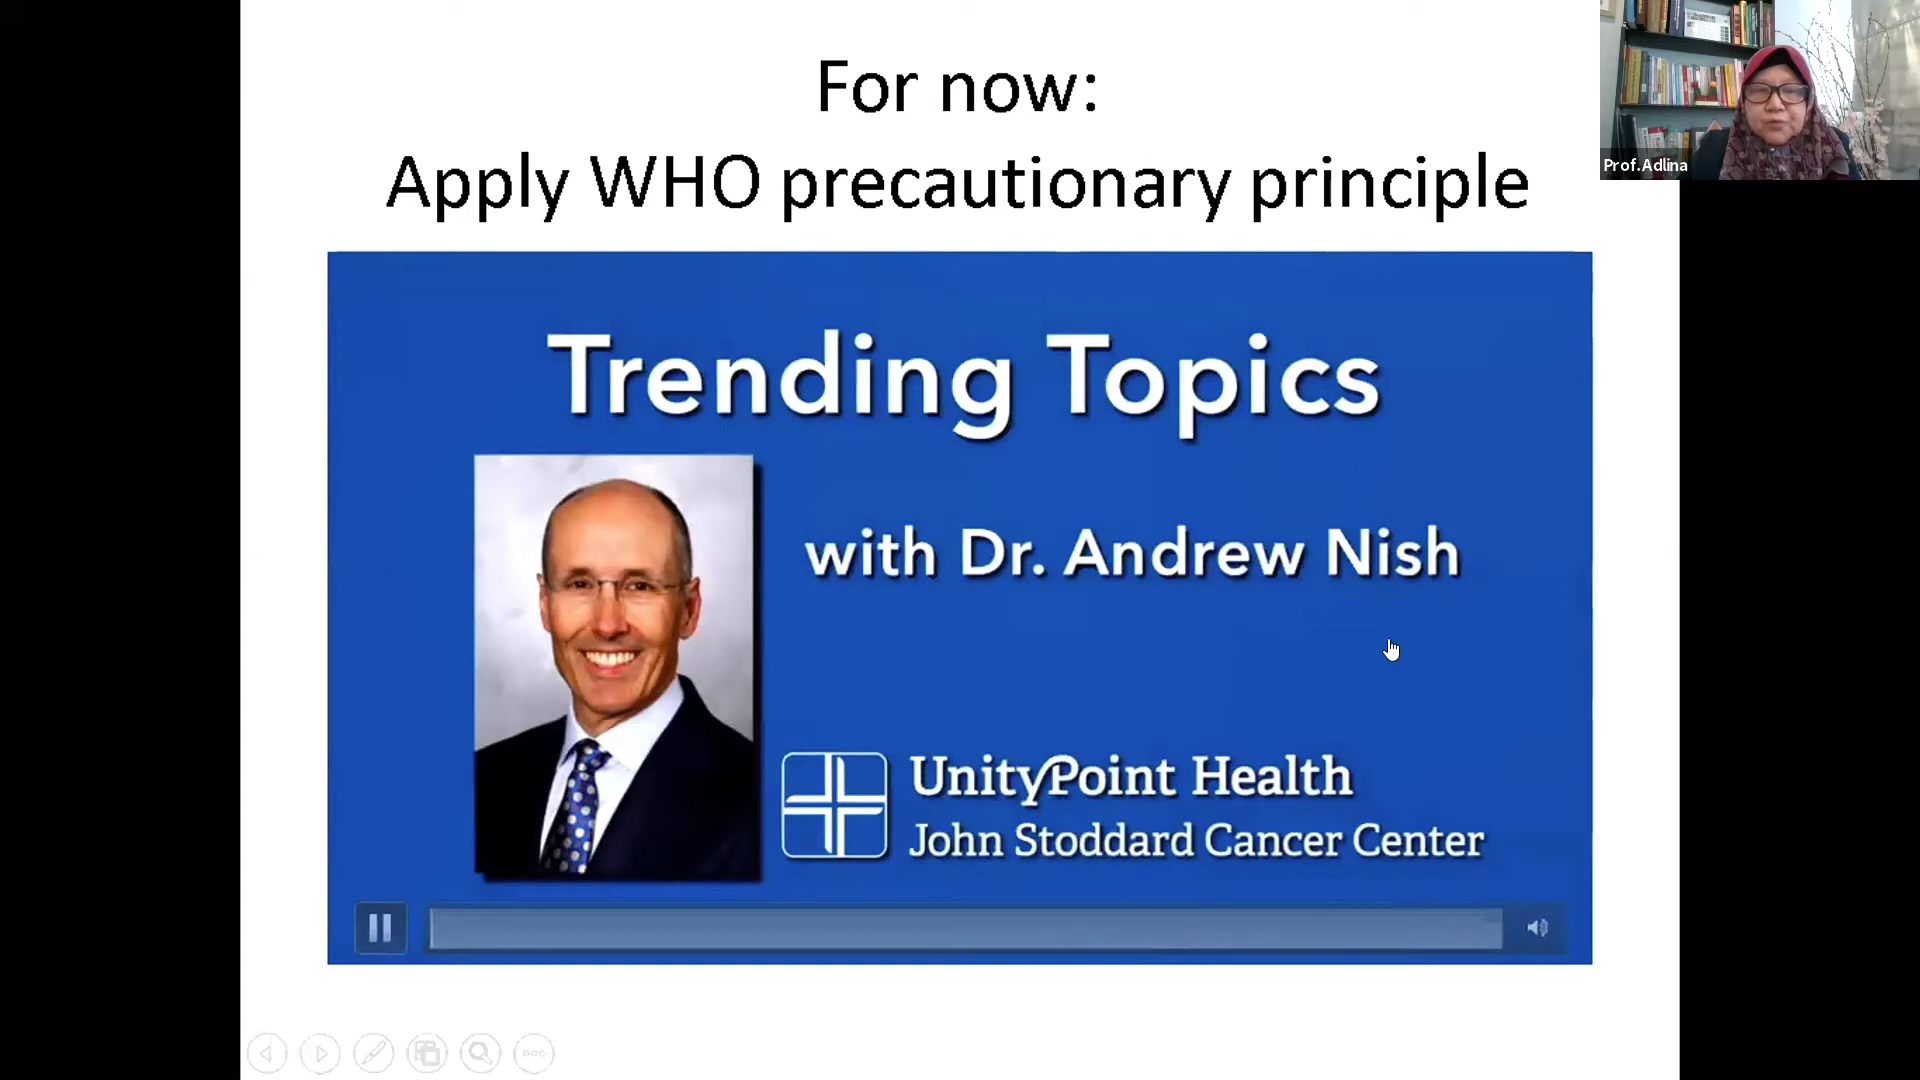 For now:
Apply WHO precautionary principle
Prof.Adlina
Trending Topics
with Dr. Andrew Nish
UnityPoint Health
John Stoddard Cancer Center